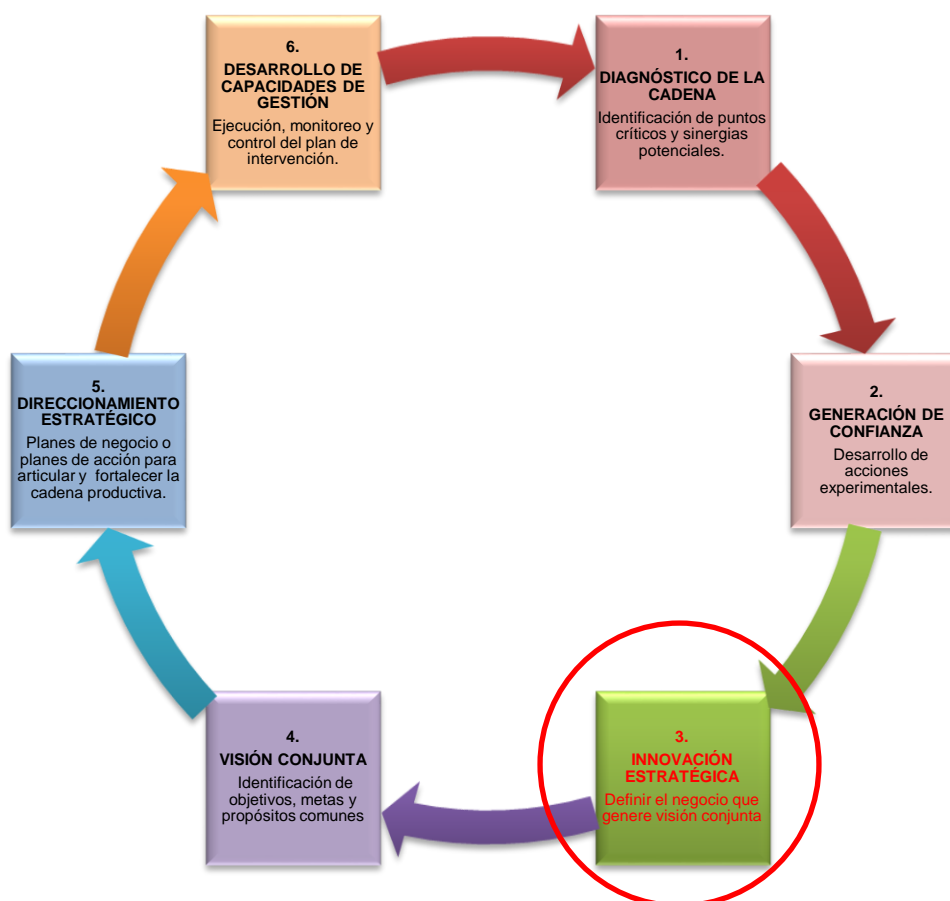 1.
DIAGNÓSTICO DE LA
CADENA
Identificación de puntos
críticos y sinergias
potenciales.
2.
GENERACIÓN DE
CONFIANZA
Desarrollo de
acciones
experimentales.
3.
INNOVACIÓN
ESTRATÉGICA
Definir el negocio que
genere visión conjunta
4.
VISIÓN CONJUNTA
Identificación de
objetivos, metas y
propósitos comunes
5.
DIRECCIONAMIENTO
ESTRATÉGICO
Planes de negocio o
planes de acción para
articular y fortalecer la
cadena productiva.
6.
DESARROLLO DE
CAPACIDADES DE
GESTIÓN
Ejecución, monitoreo y
control del plan de
intervención.